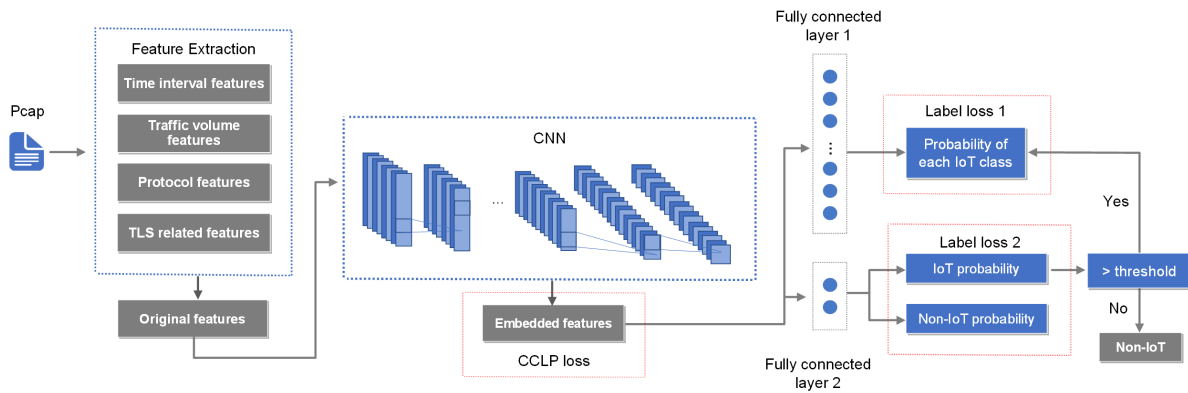 Pcap
Feature Extraction
Time interval features
Traffic volume
features
Protocol features
TLS related features
Original features
CNN
...
Embedded features
CCLP loss
Fully connected
layer 1
...
Label loss 1
Probability of
each IoT class
Yes
Label loss 2
IoT probability
> threshold
Non-IoT probability
No
Non-IoT
Fully connected
layer 2